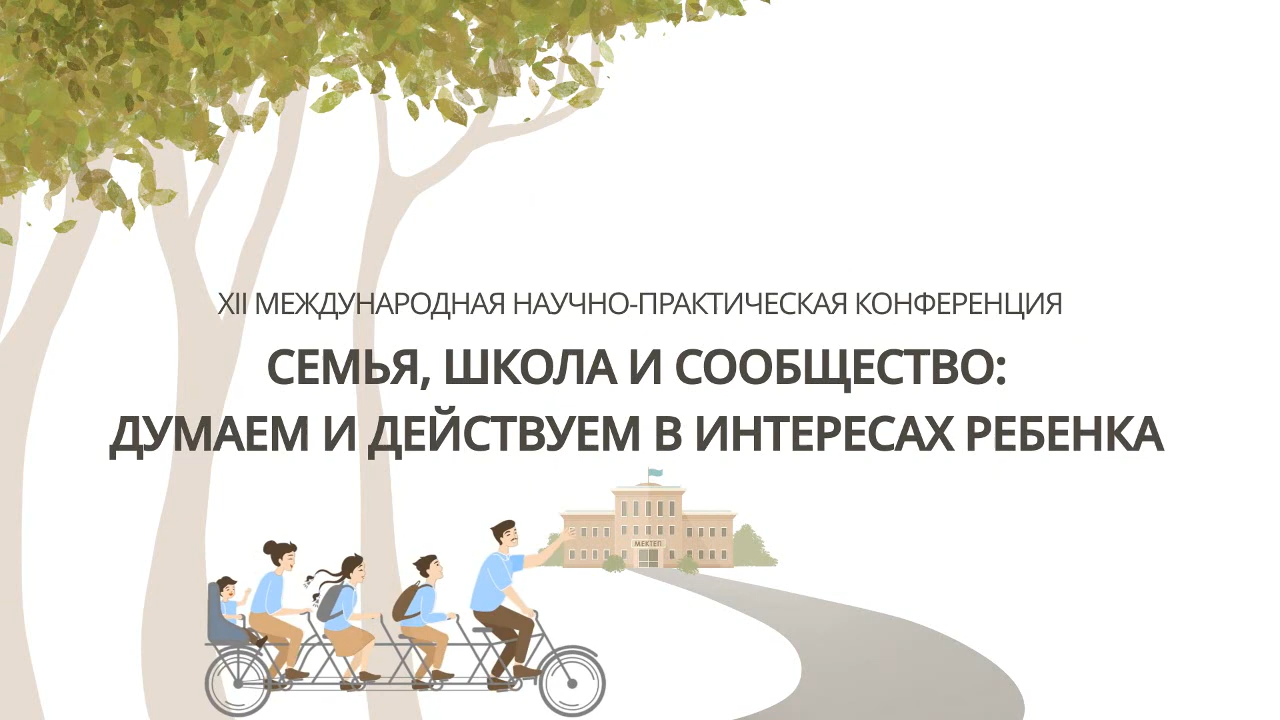 XII МЕЖДУНАРОДНАЯ НАУЧНО-ПРАКТИЧЕСКАЯ КОНФЕРЕНЦИЯ
СЕМЬЯ, ШКОЛА И СООБЩЕСТВО:
ДУМАЕМ И ДЕЙСТВУЕМ В ИНТЕРЕСАХ РЕБЕНКА
МЕКТЕП